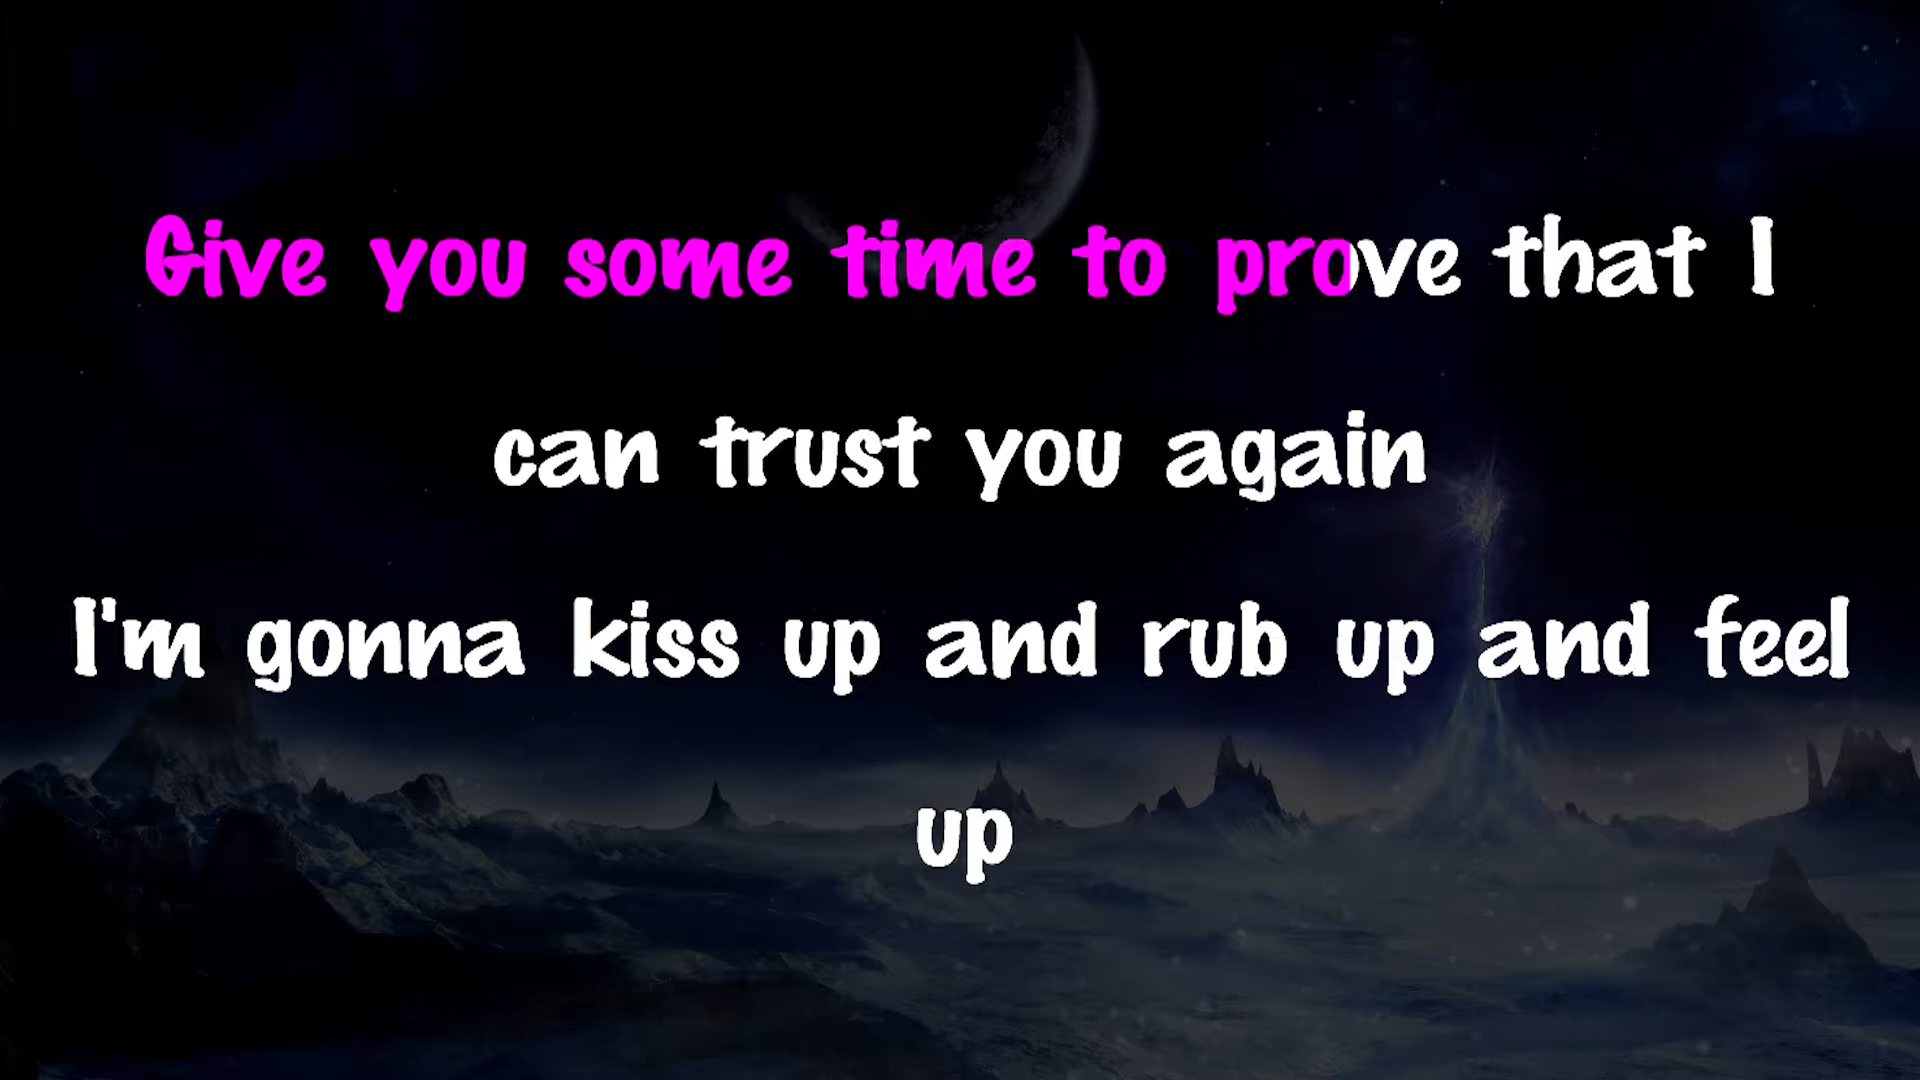 Give you some time to prove that I
can trust you again
I'm gonna kiss up and rub up and feel
up